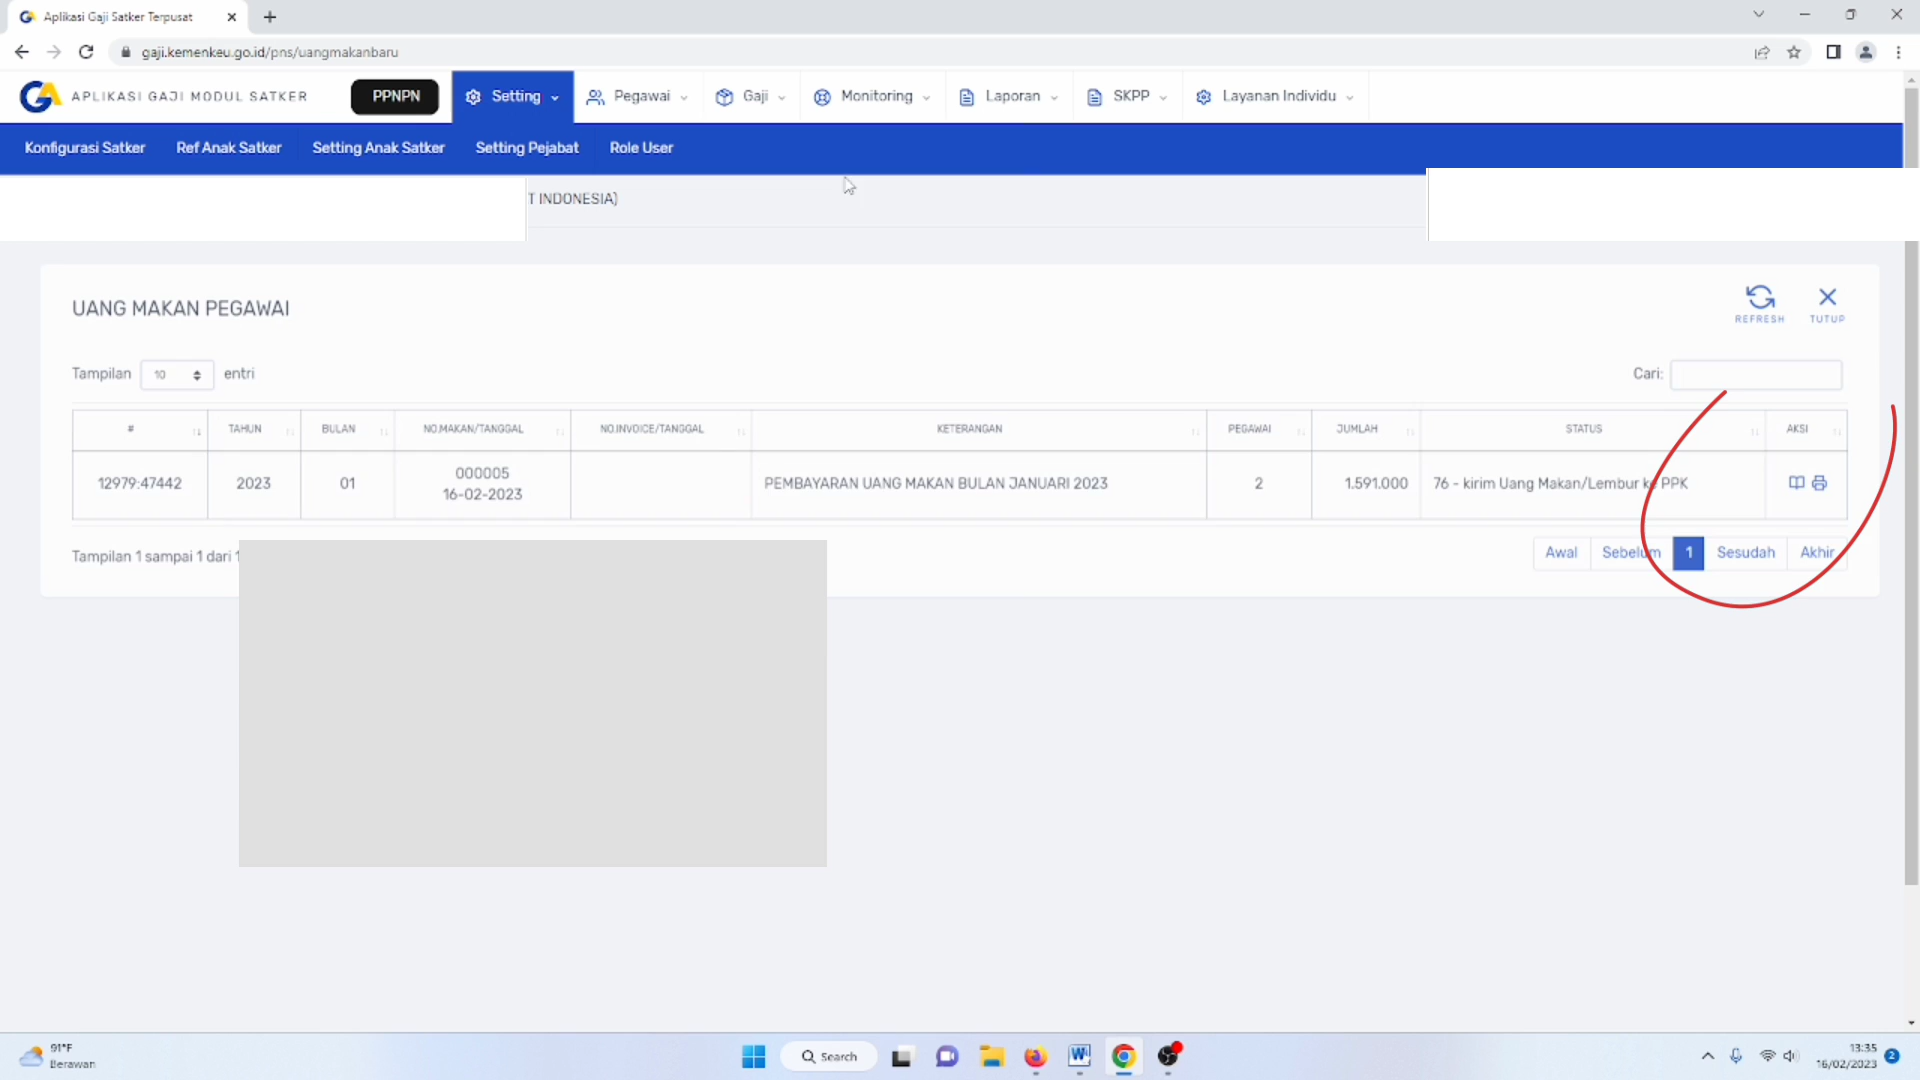 Aplikasi Gaji Satker Terpusat
gaji.kemenkeu.go.id/pns/uangmakanbaru
APLIKASI GAJI MODUL SATKER
PPNPN
Setting
Pegawai
Gaji
Monitoring
Laporan
SKPP
Layanan Individu
Konfigurasi Satker
Ref Anak Satker
Setting Anak Satker
Setting Pejabat
Role User
T INDONESIA)
UANG MAKAN PEGAWAI
REFRESH
TUTUP
Tampilan 10 entri
Cari:
# TAHUN BULAN NO.MAKAN/TANGGAL NO.INVOICE/TANGGAL KETERANGAN PEGAWAI JUMLAH STATUS AKSI
12979:47442 2023 01 000005 PEMBAYARAN UANG MAKAN BULAN JANUARI 2023 2 1.591.000 76 - kirim Uang Makan/Lembur ke PPK
16-02-2023
Tampilan 1 sampai 1 dari 1
Awal Sebelum 1 Sesudah Akhir
91°F
Berawan
Search
13:35
16/02/2023
2